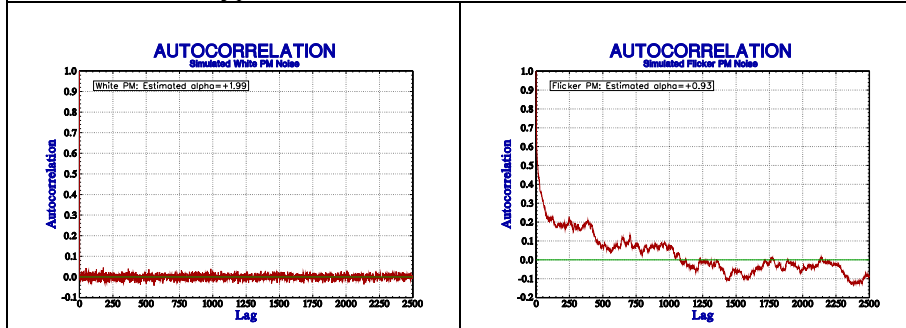 AUTOCORRELATION
Simulated White PM Noise
White PM: Estimated alpha=+1.99
Autocorrelation
1.0
0.9
0.8
0.7
0.6
0.5
0.4
0.3
0.2
0.1
0.0
-0.1
0 250 500 750 1000 1250 1500 1750 2000 2250 2500
Lag
AUTOCORRELATION
Simulated Flicker PM Noise
Flicker PM: Estimated alpha=+0.93
Autocorrelation
1.0
0.9
0.8
0.7
0.6
0.5
0.4
0.3
0.2
0.1
0.0
-0.1
-0.2
0 250 500 750 1000 1250 1500 1750 2000 2250 2500
Lag